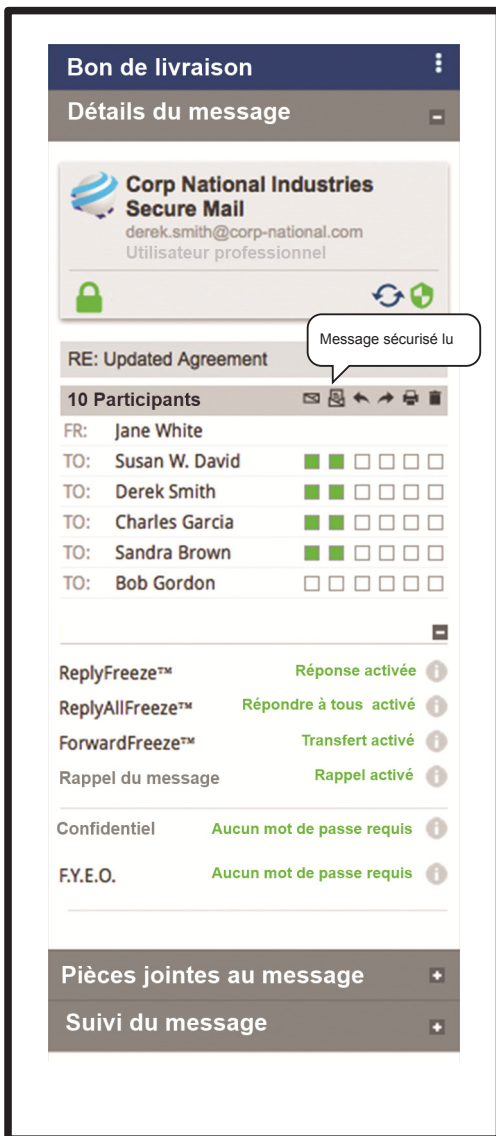 Bon de livraison
Détails du message
Corp National Industries
Secure Mail
derek.smith@corp-national.com
Utilisateur professionnel
Message sécurisé lu
RE: Updated Agreement
10 Participants
FR: Jane White
TO: Susan W. David
TO: Derek Smith
TO: Charles Garcia
TO: Sandra Brown
TO: Bob Gordon
ReplyFreeze™ Réponse activée
ReplyAllFreeze™ Répondre à tous activé
ForwardFreeze™ Transfert activé
Rappel du message Rappel activé
Confidentiel Aucun mot de passe requis
F.Y.E.O. Aucun mot de passe requis
Pièces jointes au message
Suivi du message